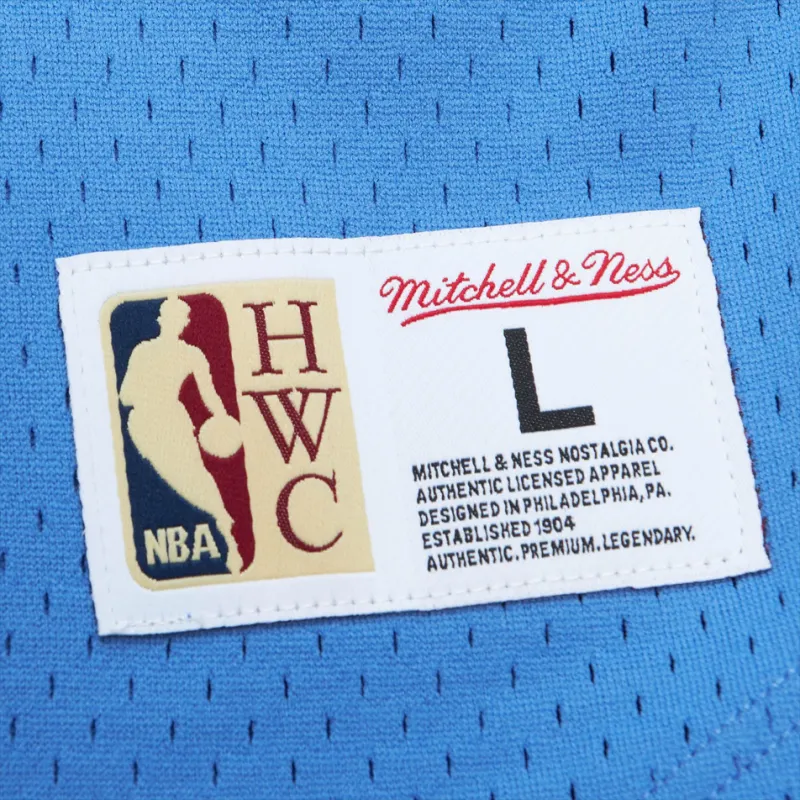 NBA
H
W
C
Mitchell & Ness
L
MITCHELL & NESS NOSTALGIA CO.
AUTHENTIC LICENSED APPAREL
DESIGNED IN PHILADELPHIA, PA.
ESTABLISHED 1904
AUTHENTIC. PREMIUM. LEGENDARY.